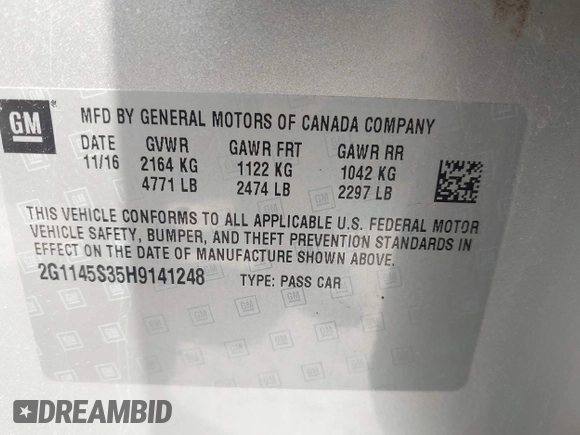 GM
MFD BY GENERAL MOTORS OF CANADA COMPANY
DATE GVWR GAWR FRT GAWR RR
11/16 2164 KG 1122 KG 1042 KG
4771 LB 2474 LB 2297 LB
THIS VEHICLE CONFORMS TO ALL APPLICABLE U.S. FEDERAL MOTOR
VEHICLE SAFETY, BUMPER, AND THEFT PREVENTION STANDARDS IN
EFFECT ON THE DATE OF MANUFACTURE SHOWN ABOVE.
2G1145S35H9141248 TYPE: PASS CAR
DREAMBID